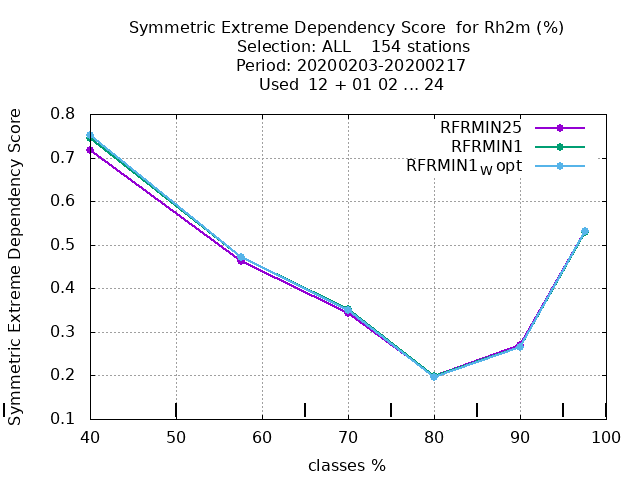 Symmetric Extreme Dependency Score  for Rh2m (%)
Selection: ALL    154 stations
Period: 20200203-20200217
Used  12 + 01 02 ... 24
Symmetric Extreme Dependency Score
0.8
0.7
0.6
0.5
0.4
0.3
0.2
0.1
RFRMIN25
RFRMIN1
RFRMIN1W opt
40 50 60 70 80 90 100
classes %